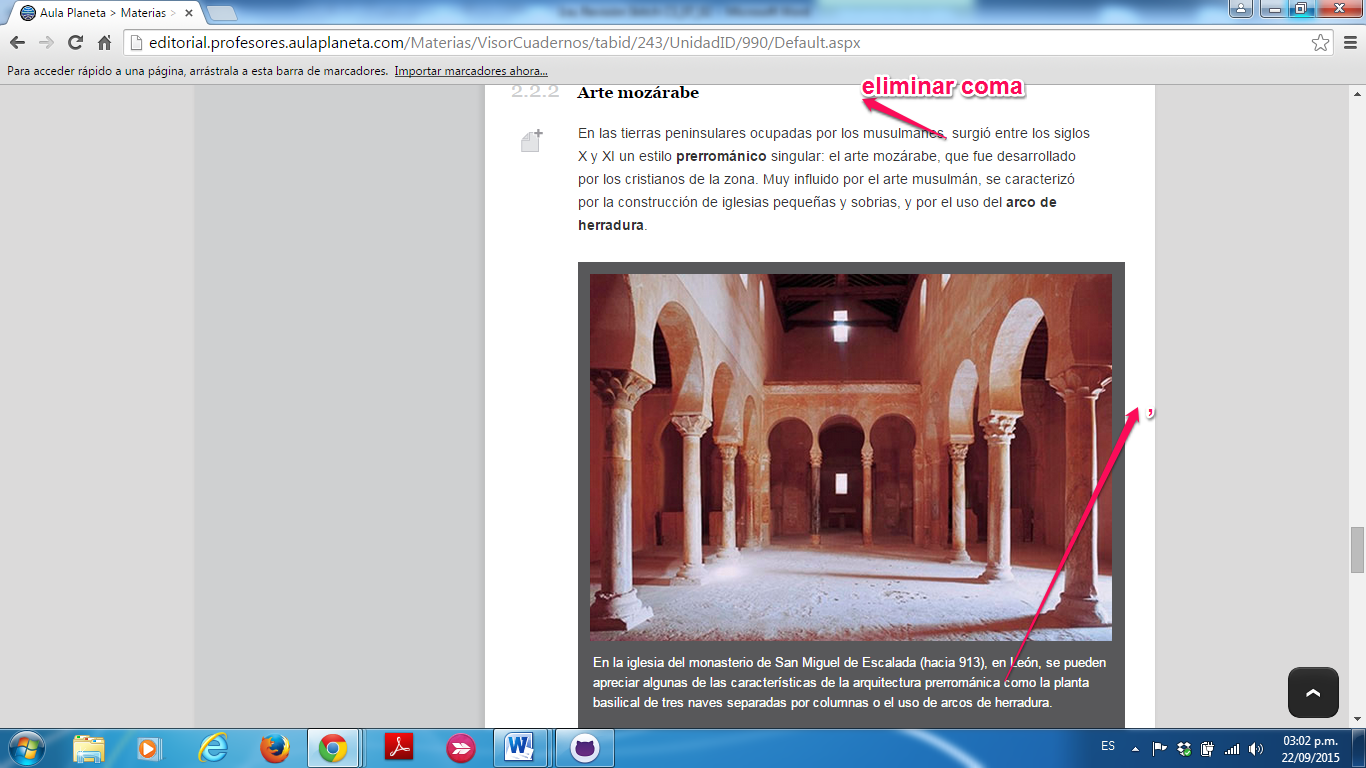 Aula Planeta > Materias >
editorial.profesores.aulaplaneta.com/Materias/VisorCuadernos/tabid/243/UnidadID/990/Default.aspx
Para acceder rápido a una página, arrástrala a esta barra de marcadores. Importar marcadores ahora...
2.2.2 Arte mozárabe
eliminar coma
En las tierras peninsulares ocupadas por los musulmanes, surgió entre los siglos
X y XI un estilo prerrománico singular: el arte mozárabe, que fue desarrollado
por los cristianos de la zona. Muy influido por el arte musulmán, se caracterizó
por la construcción de iglesias pequeñas y sobrias, y por el uso del arco de
herradura.
,
En la iglesia del monasterio de San Miguel de Escalada (hacia 913), en León, se pueden
apreciar algunas de las características de la arquitectura prerrománica como la planta
basilical de tres naves separadas por columnas o el uso de arcos de herradura.
ES
03:02 p.m.
22/09/2015